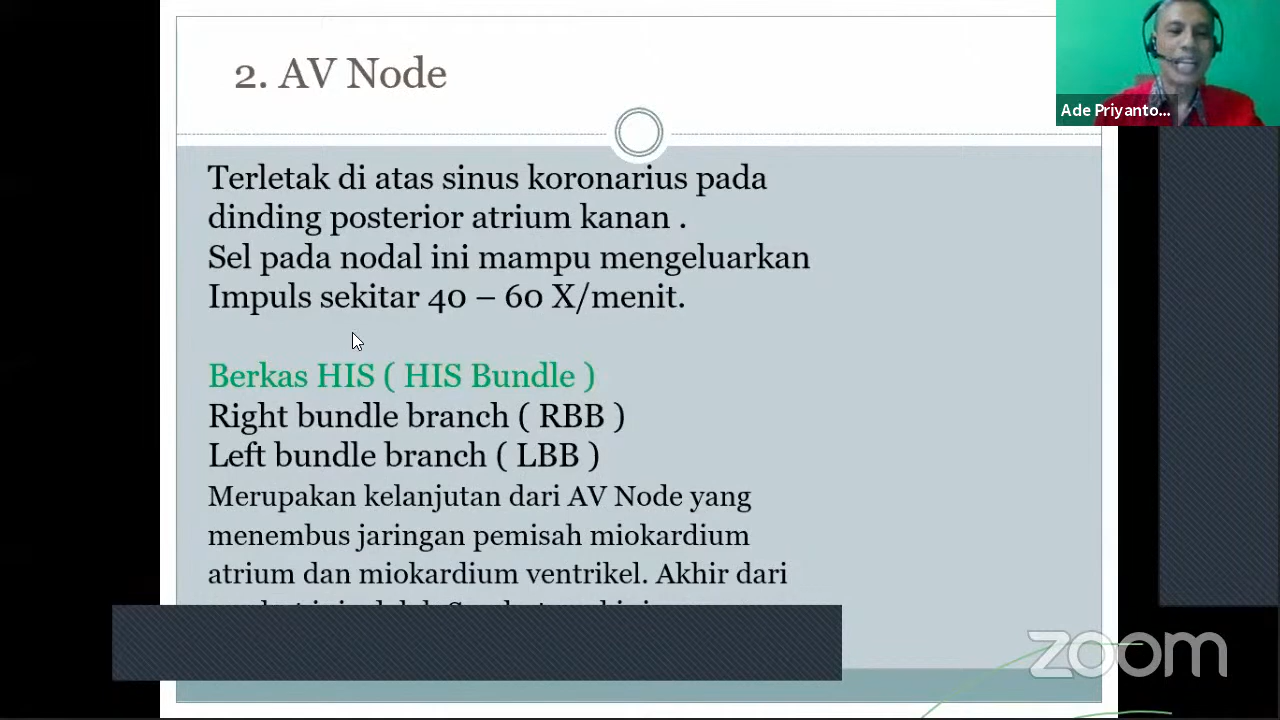 2. AV Node
Ade Priyanto...
Terletak di atas sinus koronarius pada
dinding posterior atrium kanan .
Sel pada nodal ini mampu mengeluarkan
Impuls sekitar 40 – 60 X/menit.
Berkas HIS ( HIS Bundle )
Right bundle branch ( RBB )
Left bundle branch ( LBB )
Merupakan kelanjutan dari AV Node yang
menembus jaringan pemisah miokardium
atrium dan miokardium ventrikel. Akhir dari
zoom